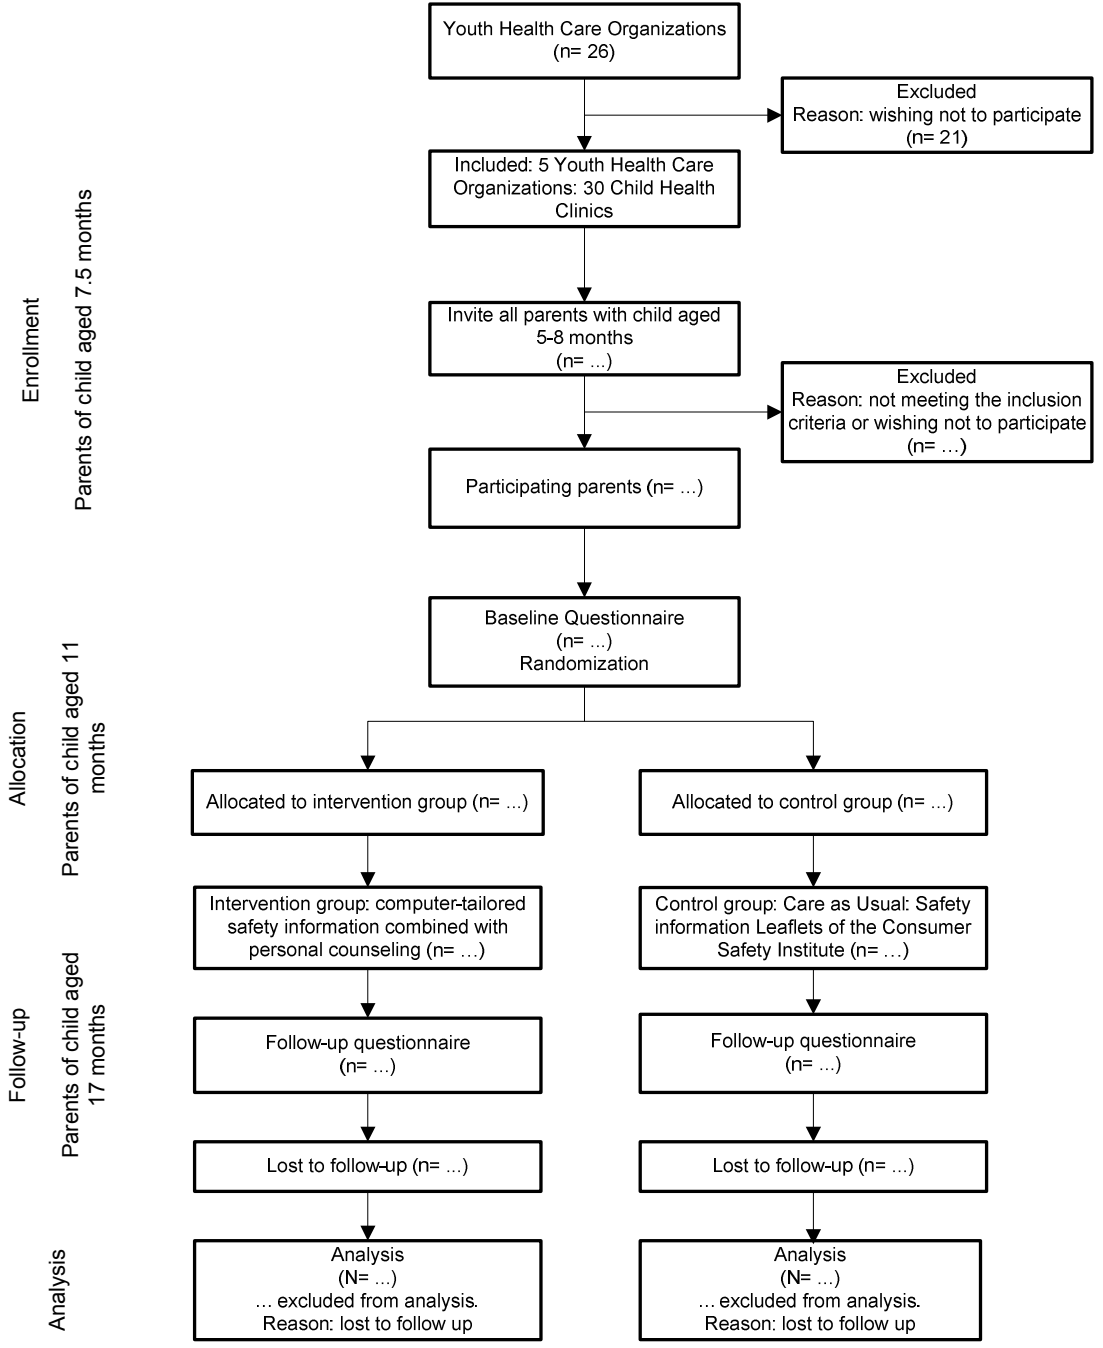 Youth Health Care Organizations
(n= 26)
Excluded
Reason: wishing not to participate
(n= 21)
Included: 5 Youth Health Care
Organizations: 30 Child Health
Clinics
Enrollment
Parents of child aged 7.5 months
Invite all parents with child aged
5-8 months
(n= ...)
Excluded
Reason: not meeting the inclusion
criteria or wishing not to participate
(n= ...)
Participating parents (n= ...)
Baseline Questionnaire
(n= ...)
Randomization
Allocation
Parents of child aged 11
months
Allocated to intervention group (n= ...)
Allocated to control group (n= ...)
Intervention group: computer-tailored
safety information combined with
personal counseling (n= ...)
Control group: Care as Usual: Safety
information Leaflets of the Consumer
Safety Institute (n= ...)
Follow-up
Parents of child aged
17 months
Follow-up questionnaire
(n= ...)
Follow-up questionnaire
(n= ...)
Lost to follow-up (n= ...)
Lost to follow-up (n= ...)
Analysis
Analysis
(N= ...)
... excluded from analysis.
Reason: lost to follow up
Analysis
(N= ...)
... excluded from analysis.
Reason: lost to follow up